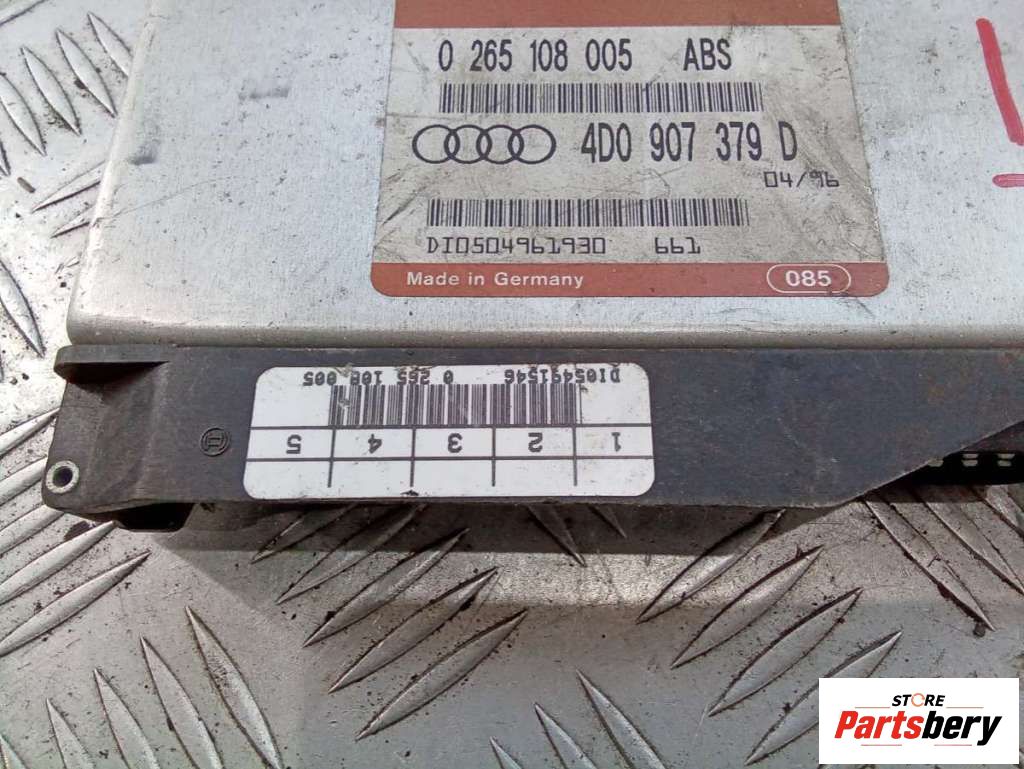 0 265 108 005 ABS
4D0 907 379 D
04/96
DI0504961930 661
Made in Germany 085
DI05491546 0 265 108 005
1 2 3 4 5
STORE
Partsbery